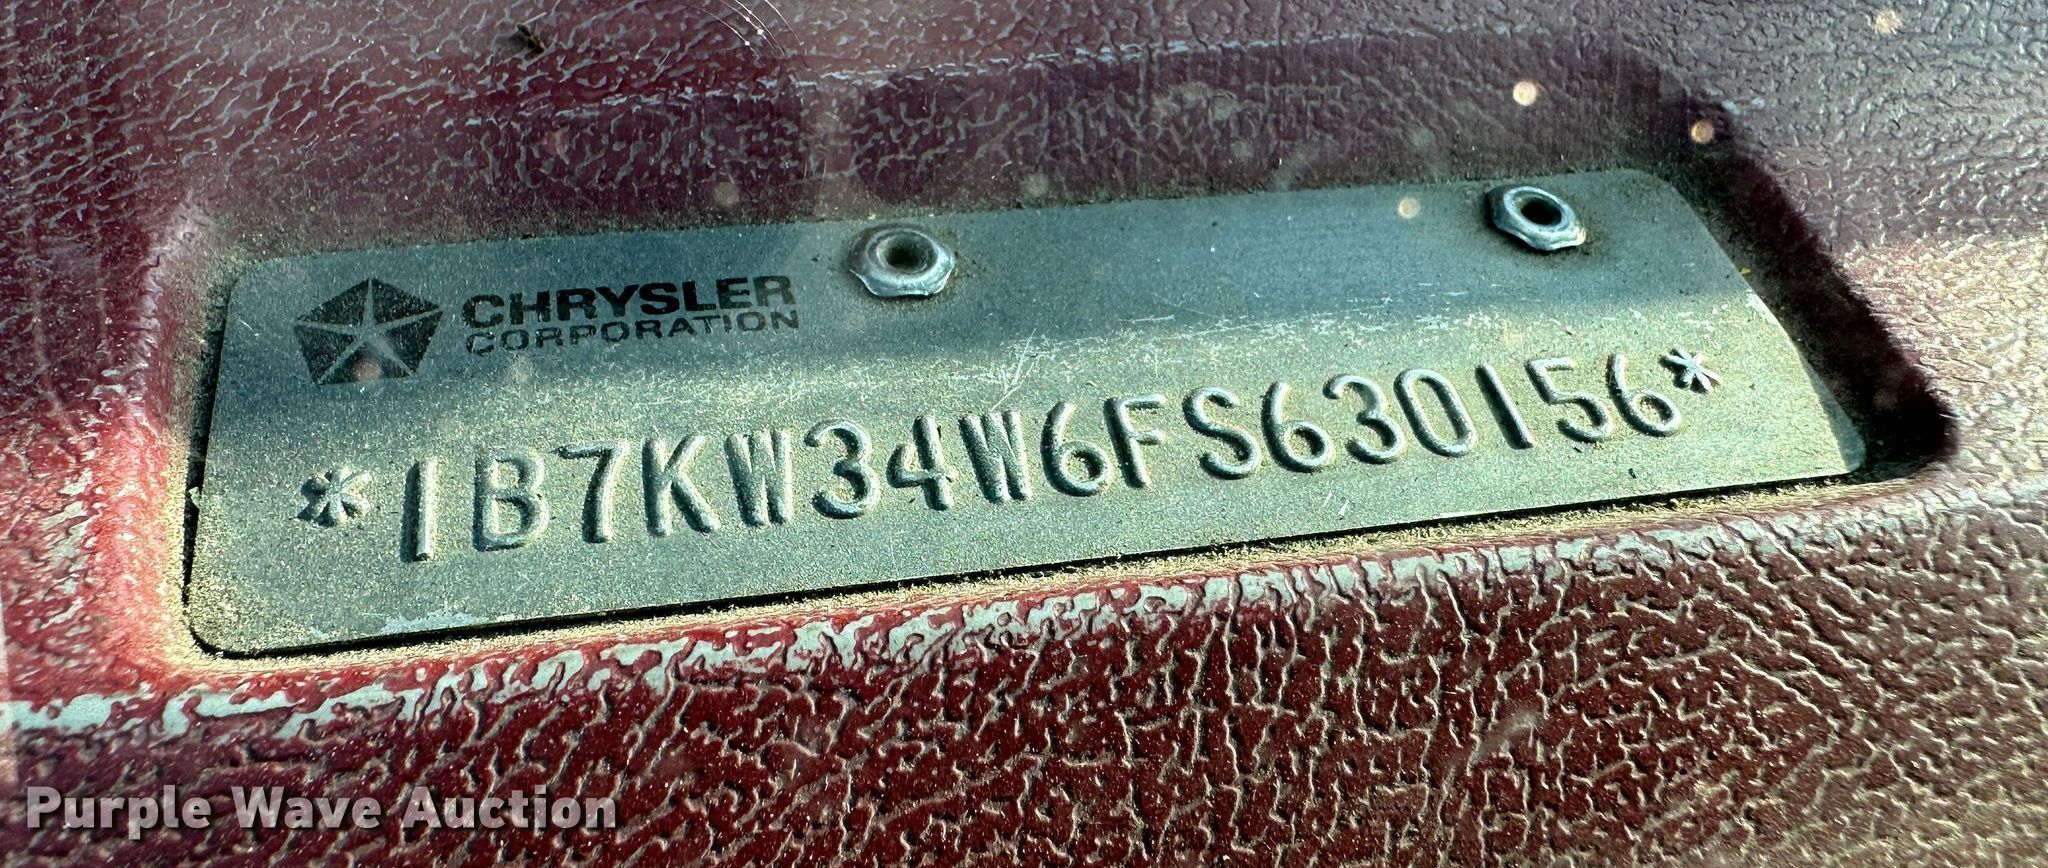 CHRYSLER
CORPORATION
*1B7KW34W6FS630156*
Purple Wave Auction